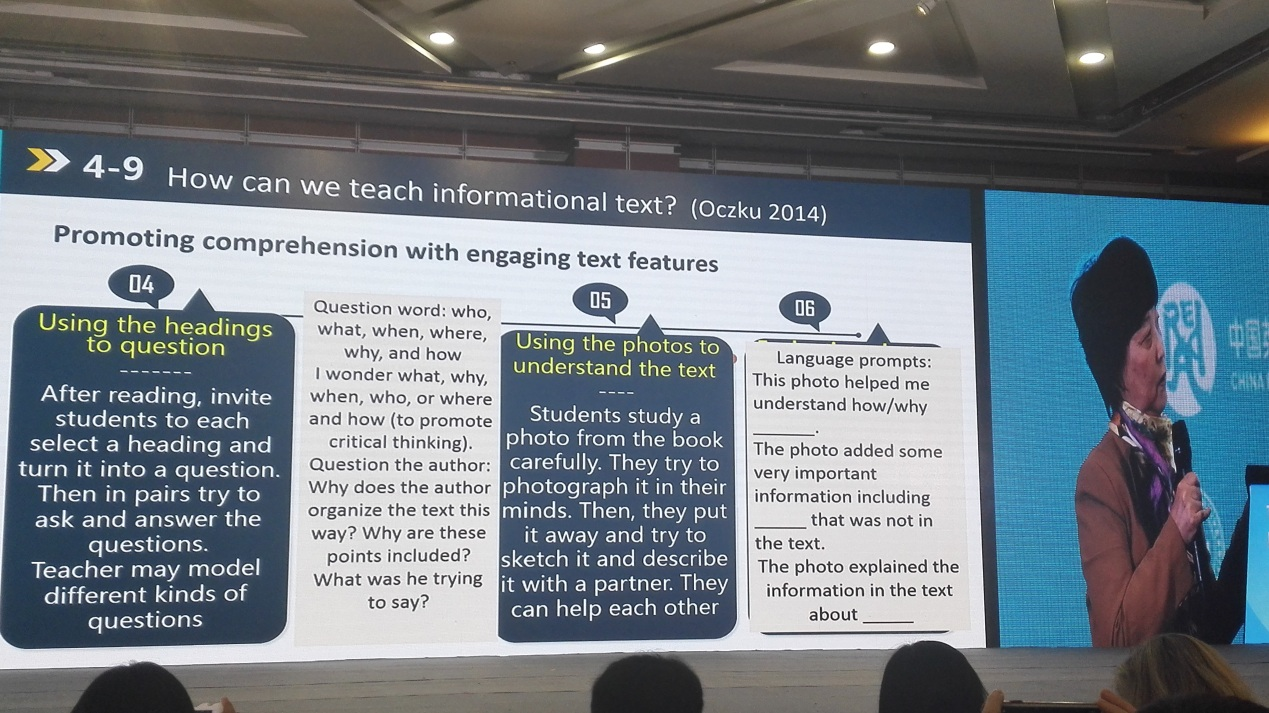 4-9 How can we teach informational text? (Oczku 2014)
Promoting comprehension with engaging text features
04
Using the headings
to question
-------
After reading, invite
students to each
select a heading and
turn it into a question.
Then in pairs try to
ask and answer the
questions.
Teacher may model
different kinds of
questions
Question word: who,
what, when, where,
why, and how
I wonder what, why,
when, who, or where
and how (to promote
critical thinking).
Question the author:
Why does the author
organize the text this
way? Why are these
points included?
What was he trying
to say?
05
Using the photos to
understand the text
----
Students study a
photo from the book
carefully. They try to
photograph it in their
minds. Then, they put
it away and try to
sketch it and describe
it with a partner. They
can help each other
06
Language prompts:
This photo helped me
understand how/why
_______.
The photo added some
very important
information including
______ that was not in
the text.
The photo explained the
information in the text
about ______
中国英
CHINA